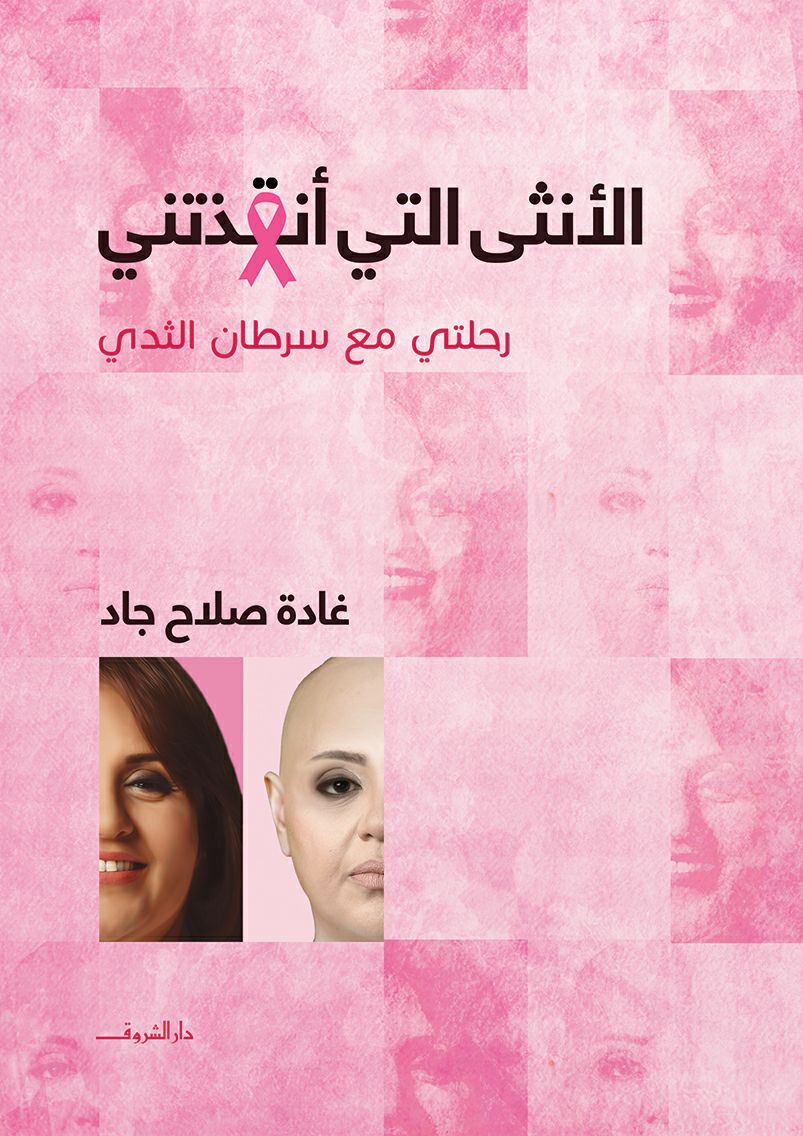 الأنثى التي أنقذتني
رحلتي مع سرطان الثدي
غادة صلاح جاد
دار الشروق